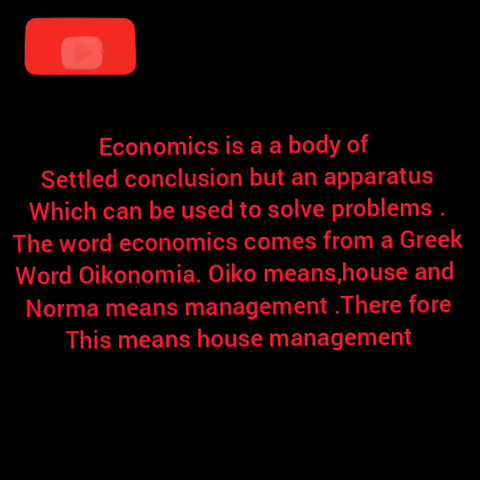 Economics is a a body of
Settled conclusion but an apparatus
Which can be used to solve problems .
The word economics comes from a Greek
Word Oikonomia. Oiko means,house and
Norma means management .There fore
This means house management